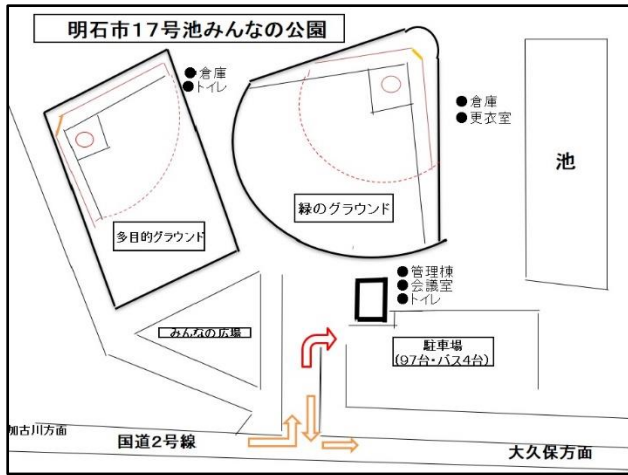 明石市17号池みんなの公園
●倉庫
●トイレ
●倉庫
●更衣室
池
緑のグラウンド
多目的グラウンド
●管理棟
●会議室
●トイレ
みんなの広場
駐車場
(97台・バス4台)
加古川方面
国道2号線
大久保方面